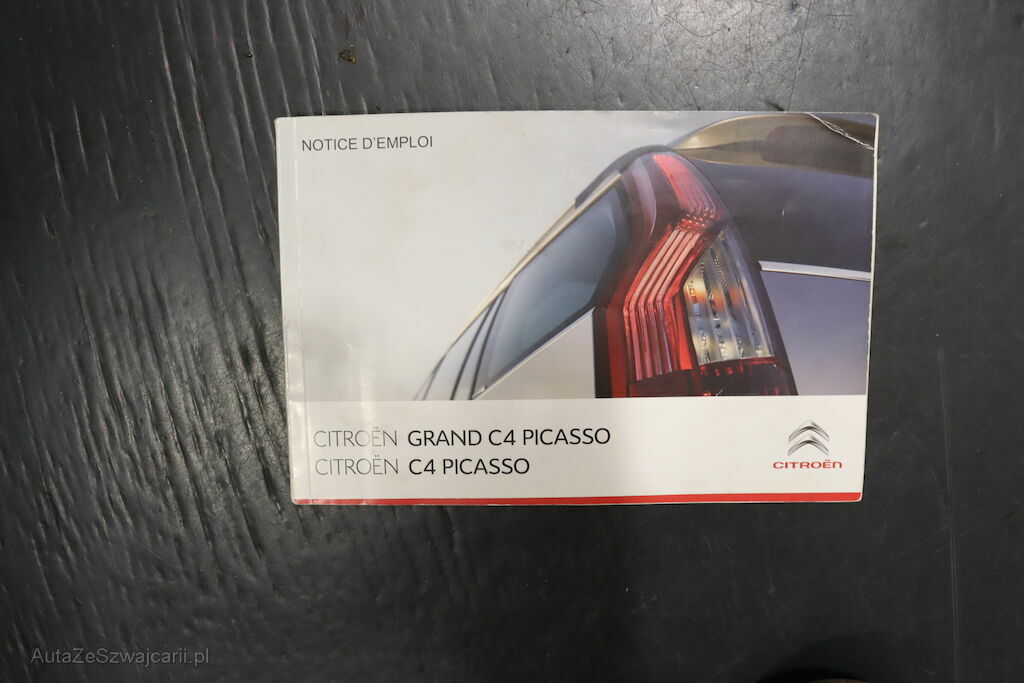 NOTICE D'EMPLOI
CITROËN GRAND C4 PICASSO
CITROËN C4 PICASSO
CITROËN
AutaZeSzwajcarii.pl